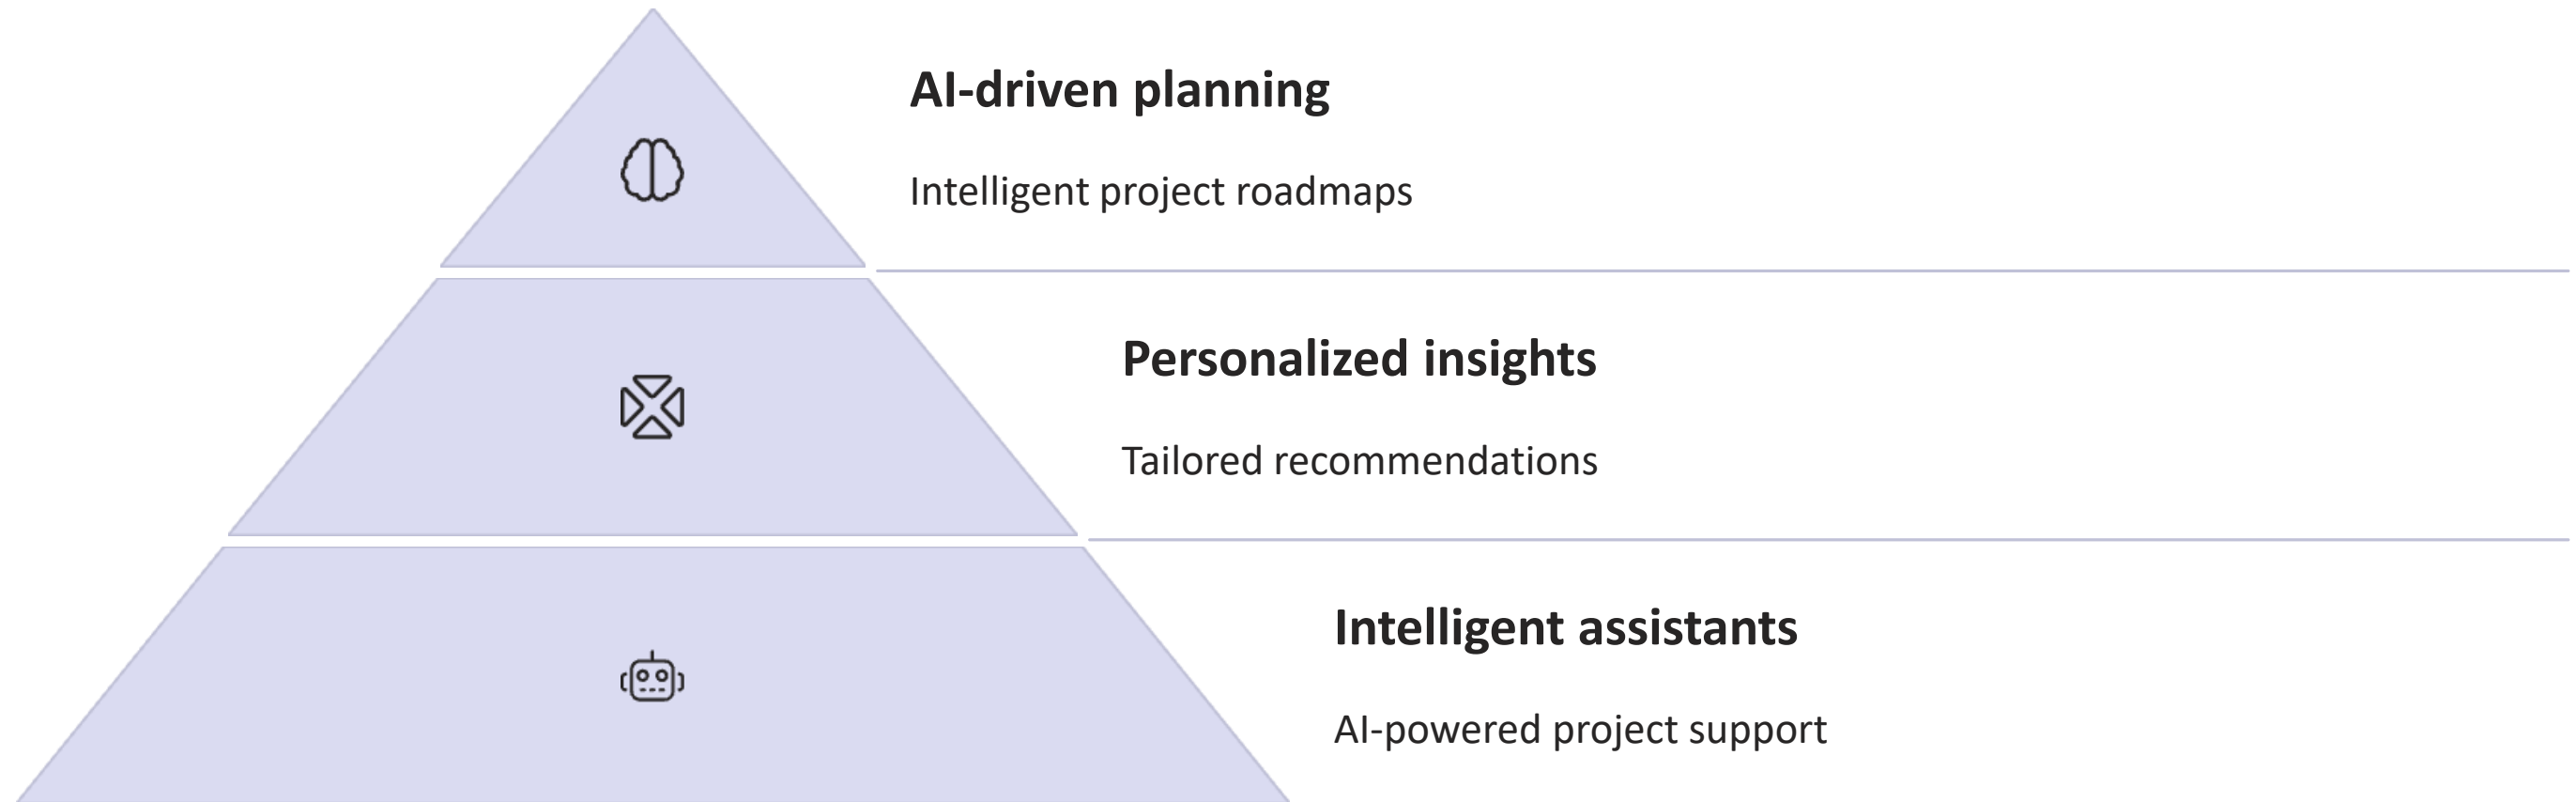 AI-driven planning
Intelligent project roadmaps
Personalized insights
Tailored recommendations
Intelligent assistants
AI-powered project support